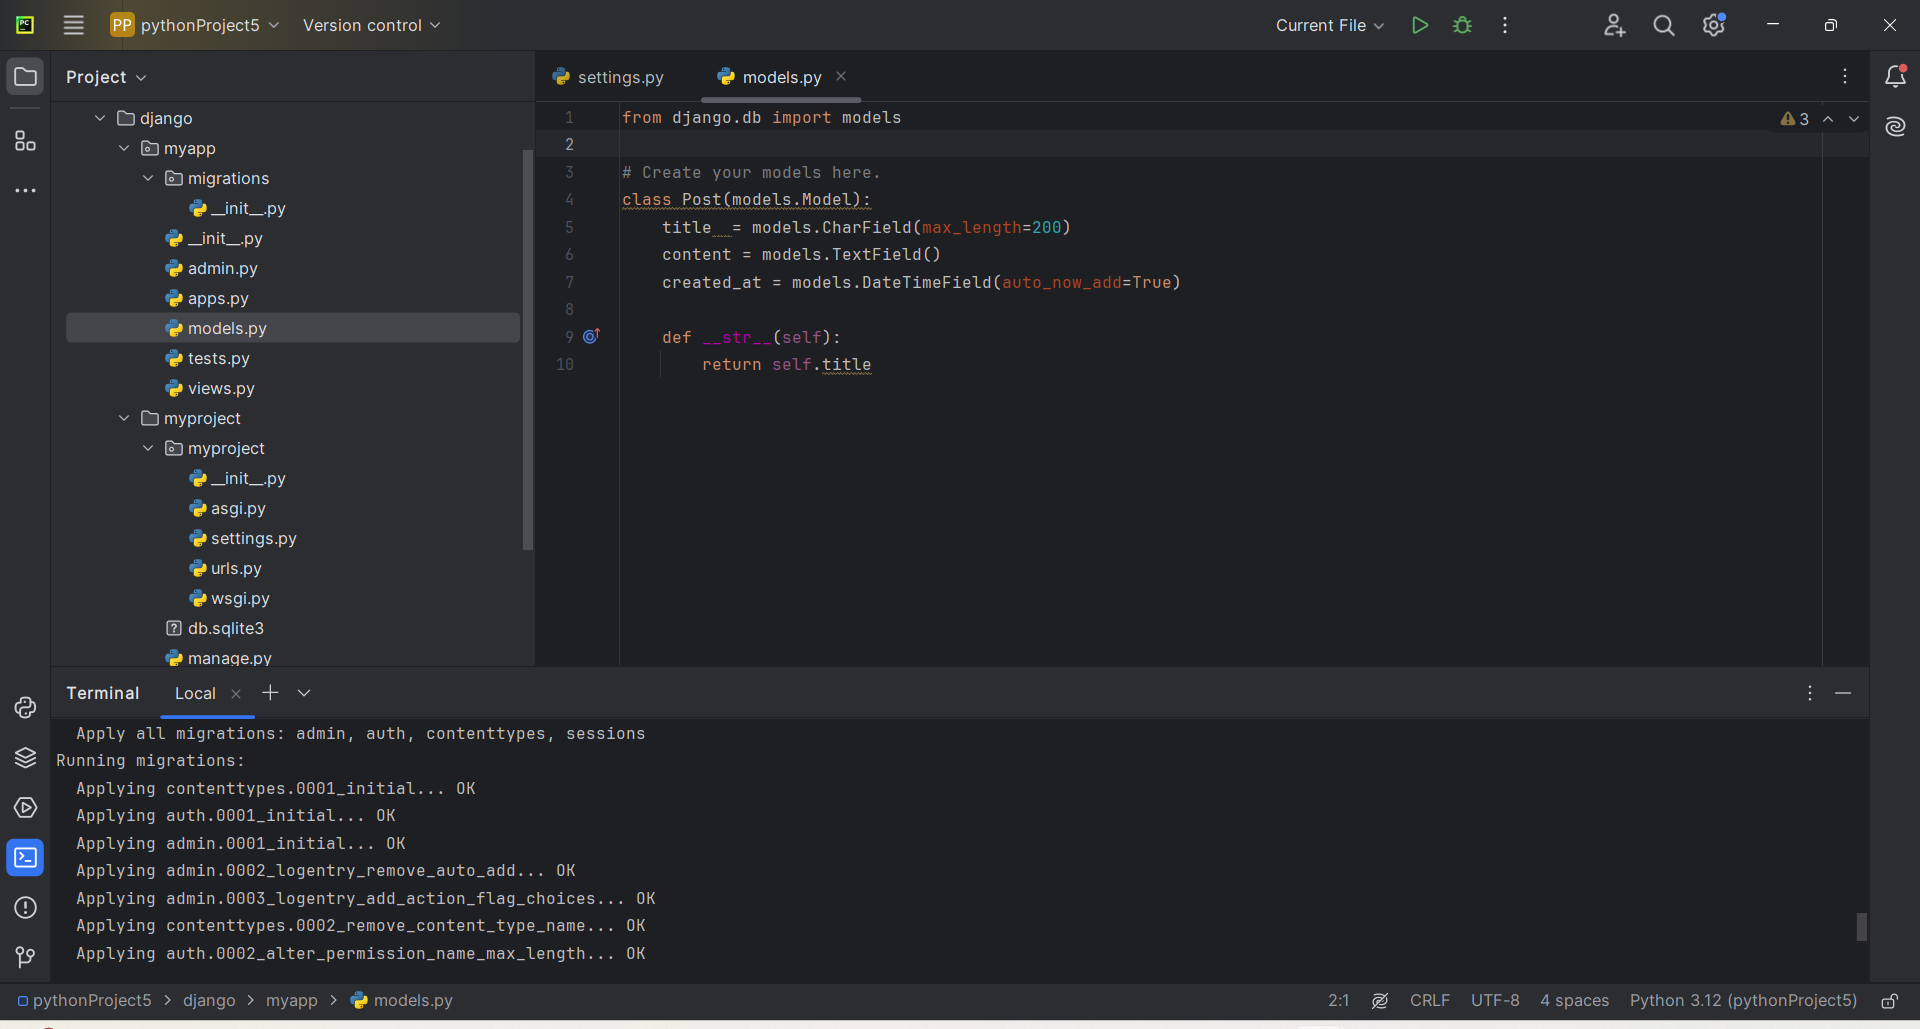 PC
PP pythonProject5 Version control Current File
Project
settings.py models.py
django
myapp
migrations
__init__.py
__init__.py
admin.py
apps.py
models.py
tests.py
views.py
myproject
myproject
__init__.py
asgi.py
settings.py
urls.py
wsgi.py
db.sqlite3
manage.py
3
1 from django.db import models
2
3 # Create your models here.
4 class Post(models.Model):
5     title  = models.CharField(max_length=200)
6     content = models.TextField()
7     created_at = models.DateTimeField(auto_now_add=True)
8
9     def __str__(self):
10         return self.title
Terminal Local
  Apply all migrations: admin, auth, contenttypes, sessions
Running migrations:
  Applying contenttypes.0001_initial... OK
  Applying auth.0001_initial... OK
  Applying admin.0001_initial... OK
  Applying admin.0002_logentry_remove_auto_add... OK
  Applying admin.0003_logentry_add_action_flag_choices... OK
  Applying contenttypes.0002_remove_content_type_name... OK
  Applying auth.0002_alter_permission_name_max_length... OK
pythonProject5 > django > myapp > models.py 2:1 CRLF UTF-8 4 spaces Python 3.12 (pythonProject5)